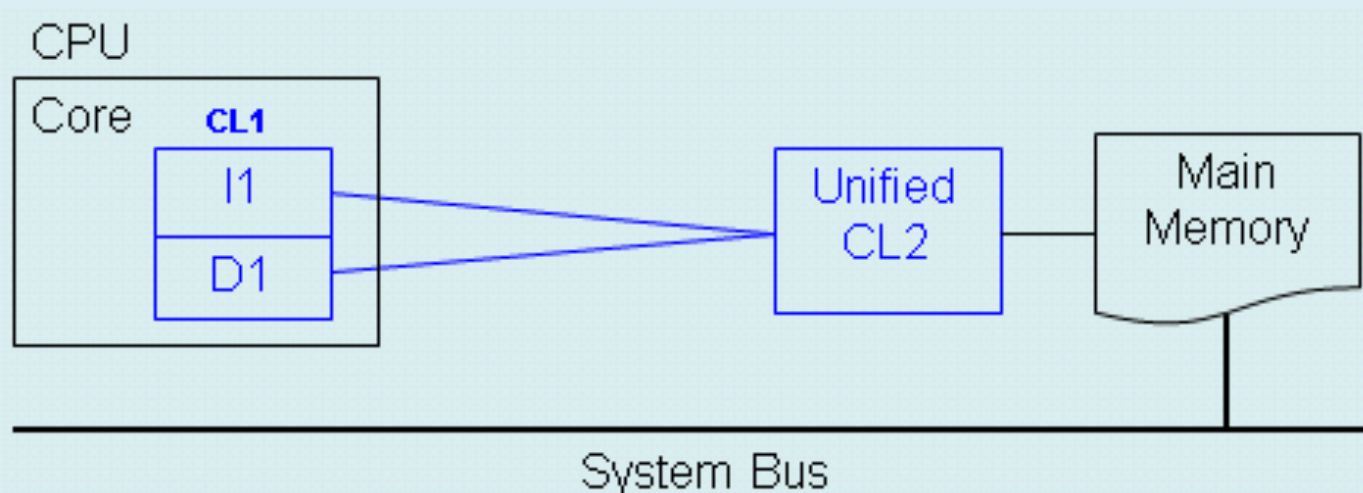 CPU
Core
CL1
I1
D1
Unified
CL2
Main
Memory
System Bus